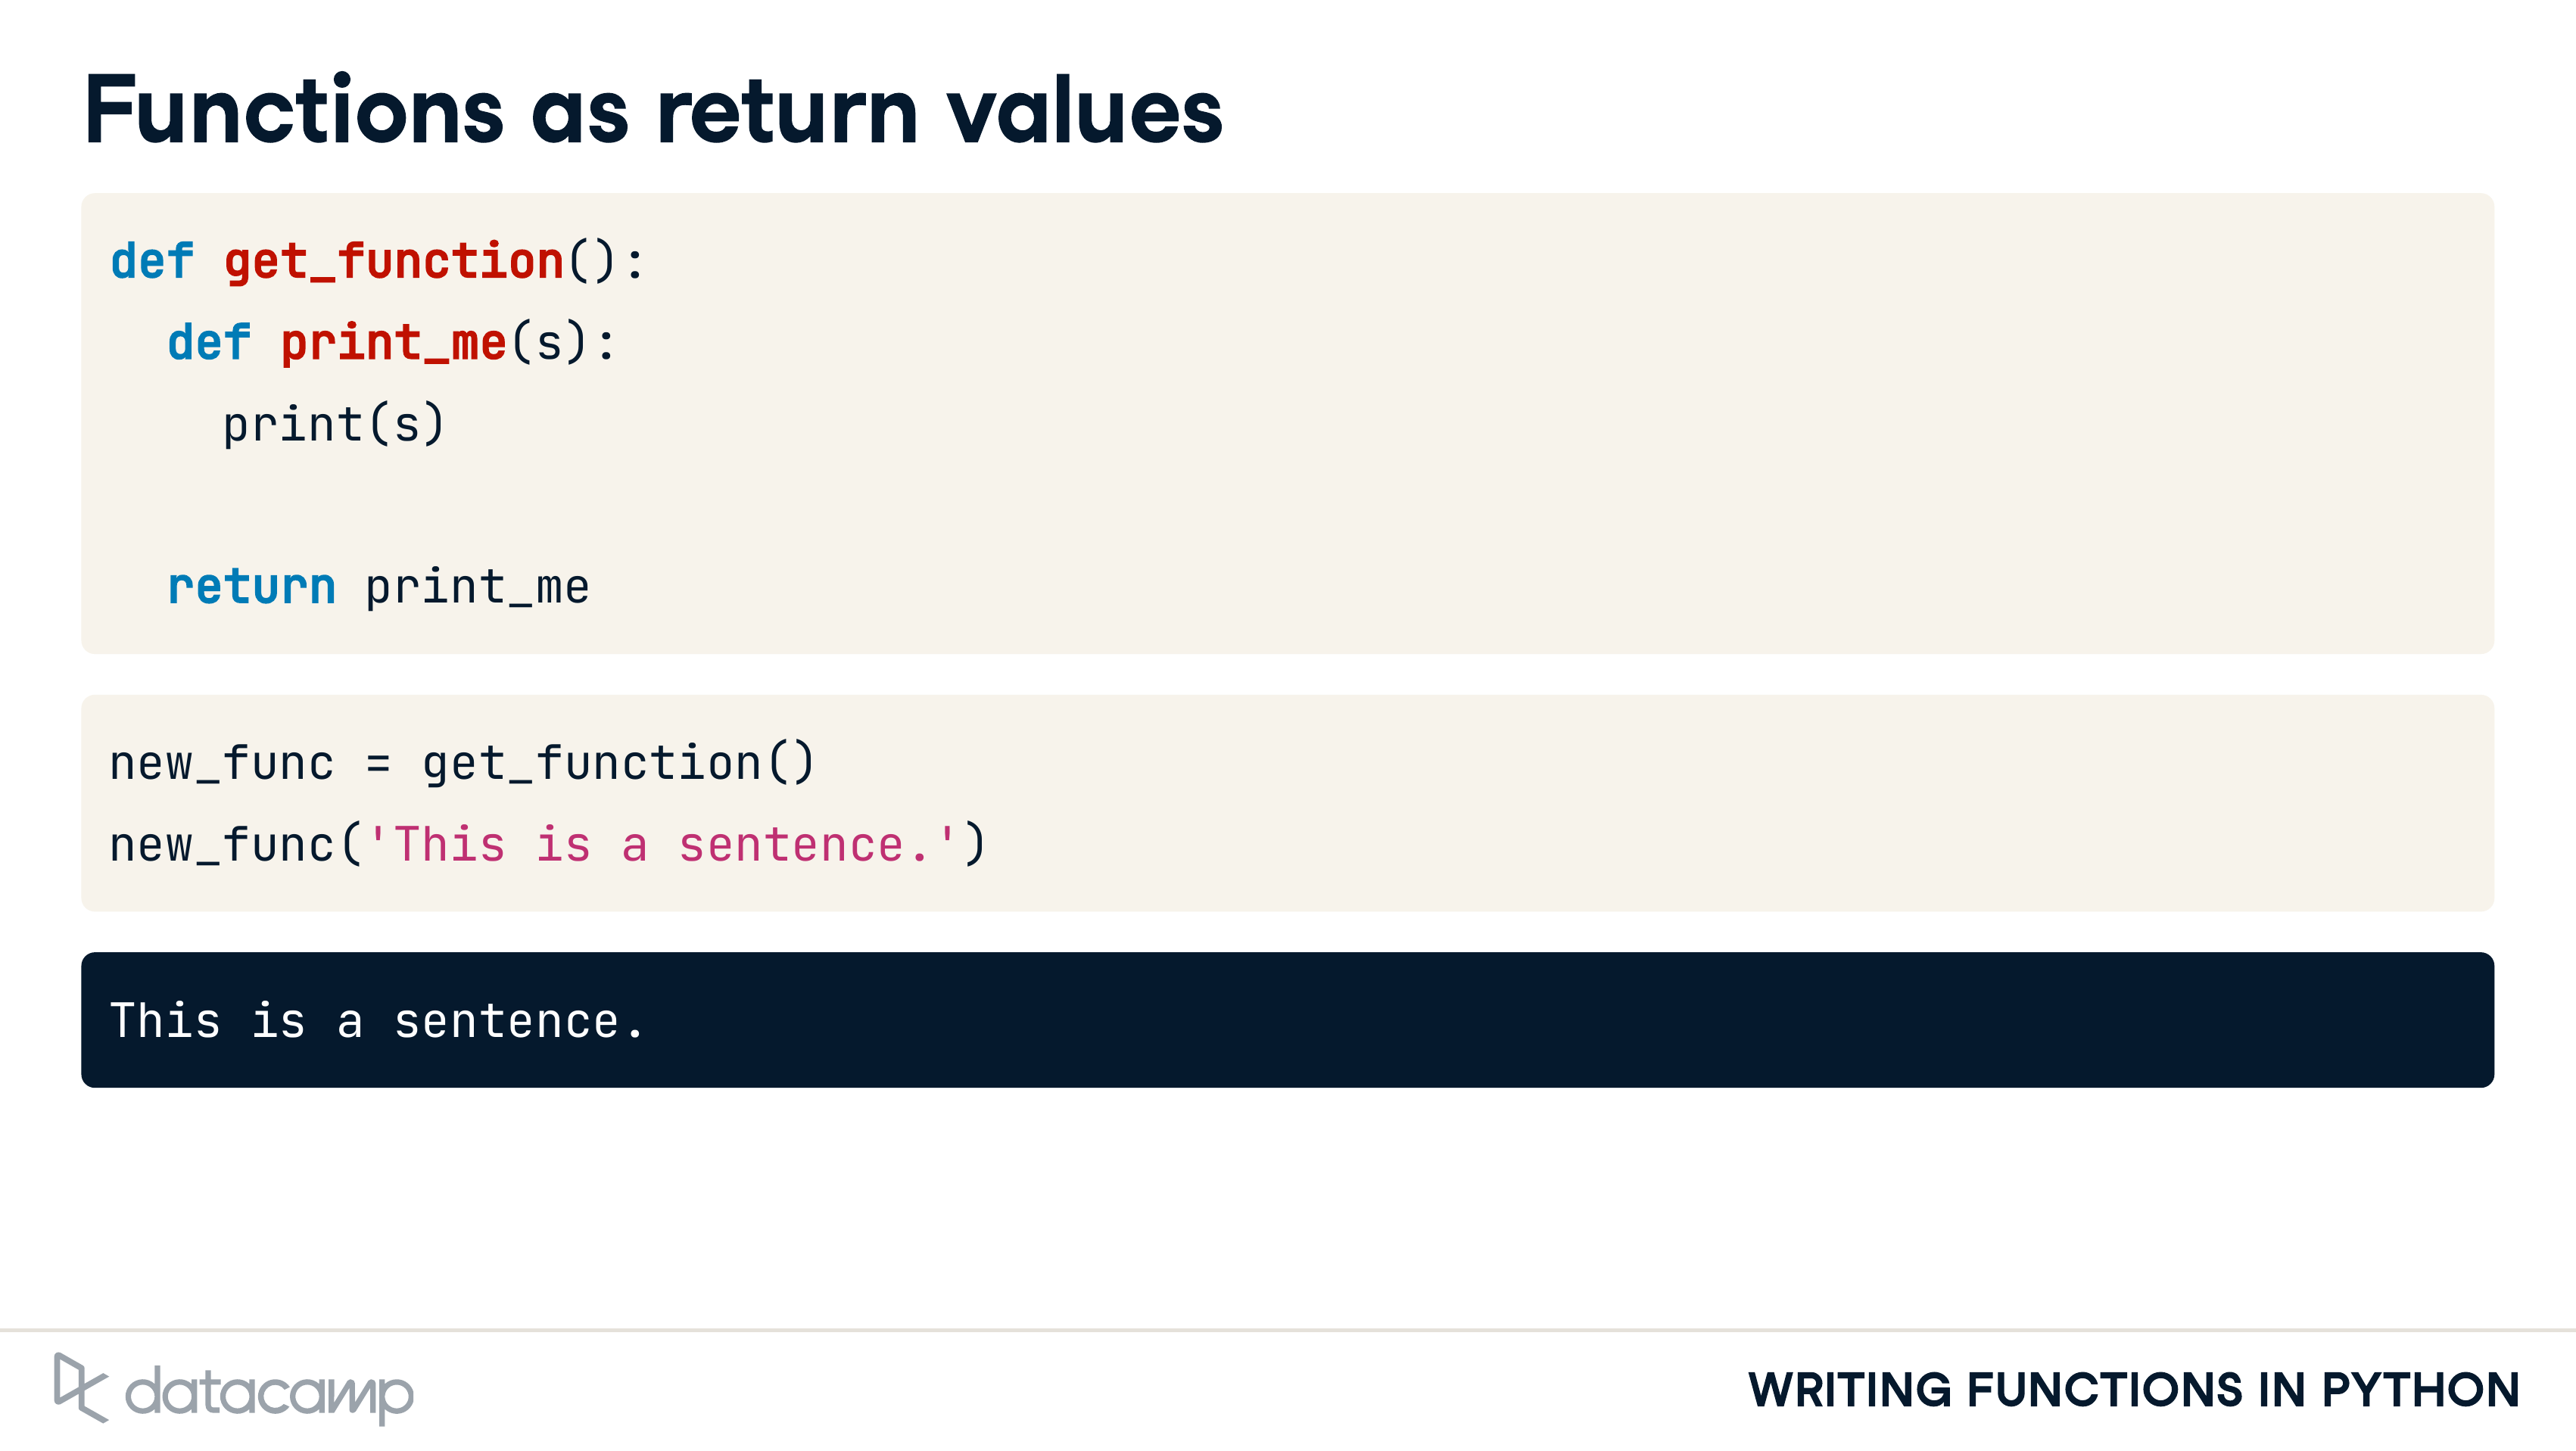 Functions as return values
def get_function():
  def print_me(s):
    print(s)

  return print_me
new_func = get_function()
new_func('This is a sentence.')
This is a sentence.
datacamp
WRITING FUNCTIONS IN PYTHON